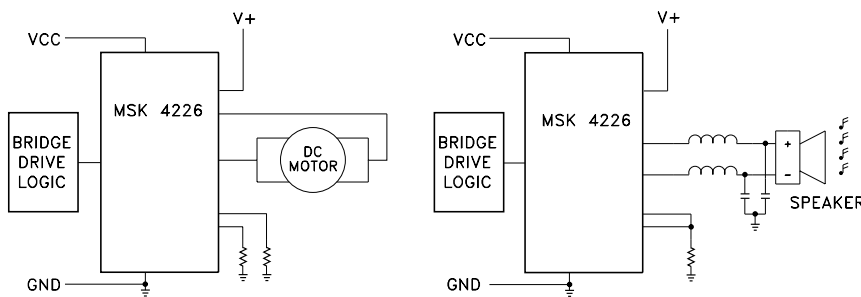 V+
VCC
MSK 4226
BRIDGE
DRIVE
LOGIC
DC
MOTOR
GND
V+
VCC
MSK 4226
BRIDGE
DRIVE
LOGIC
+
–
SPEAKER
GND